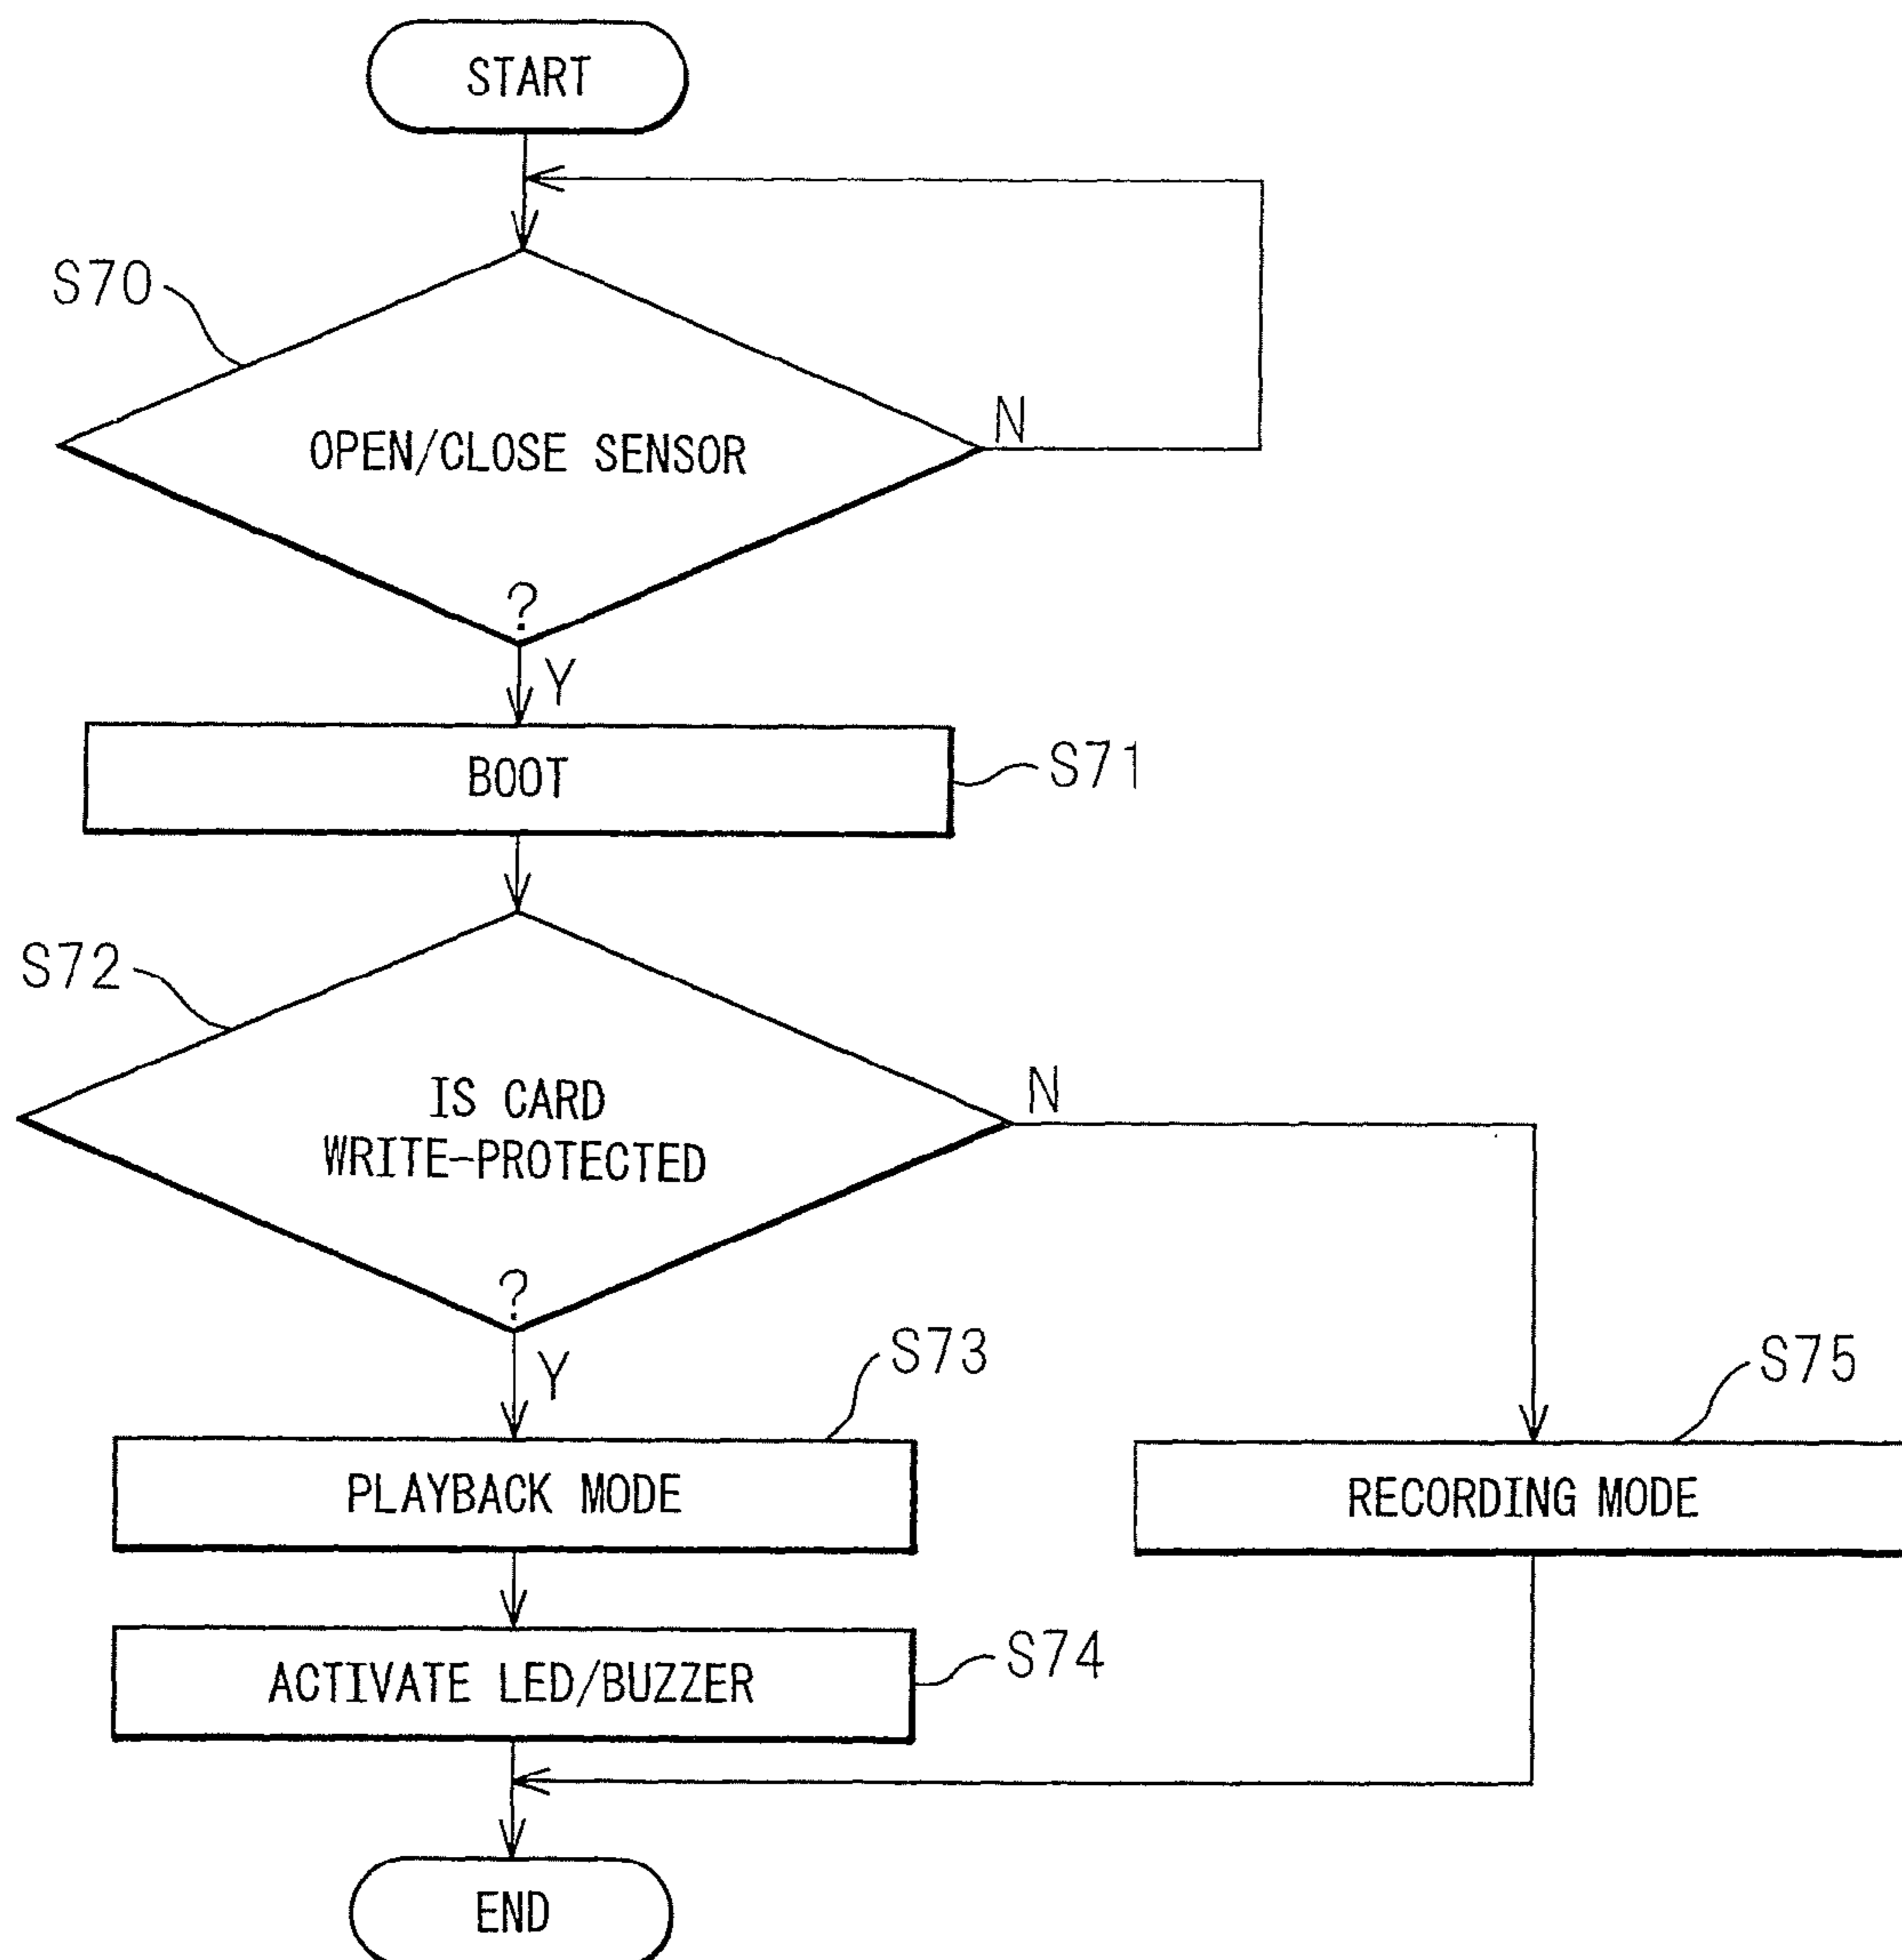 START
S70
OPEN/CLOSE SENSOR
N
?
Y
BOOT
S71
S72
IS CARD
WRITE-PROTECTED
N
?
Y
S73
S75
PLAYBACK MODE
RECORDING MODE
ACTIVATE LED/BUZZER
S74
END